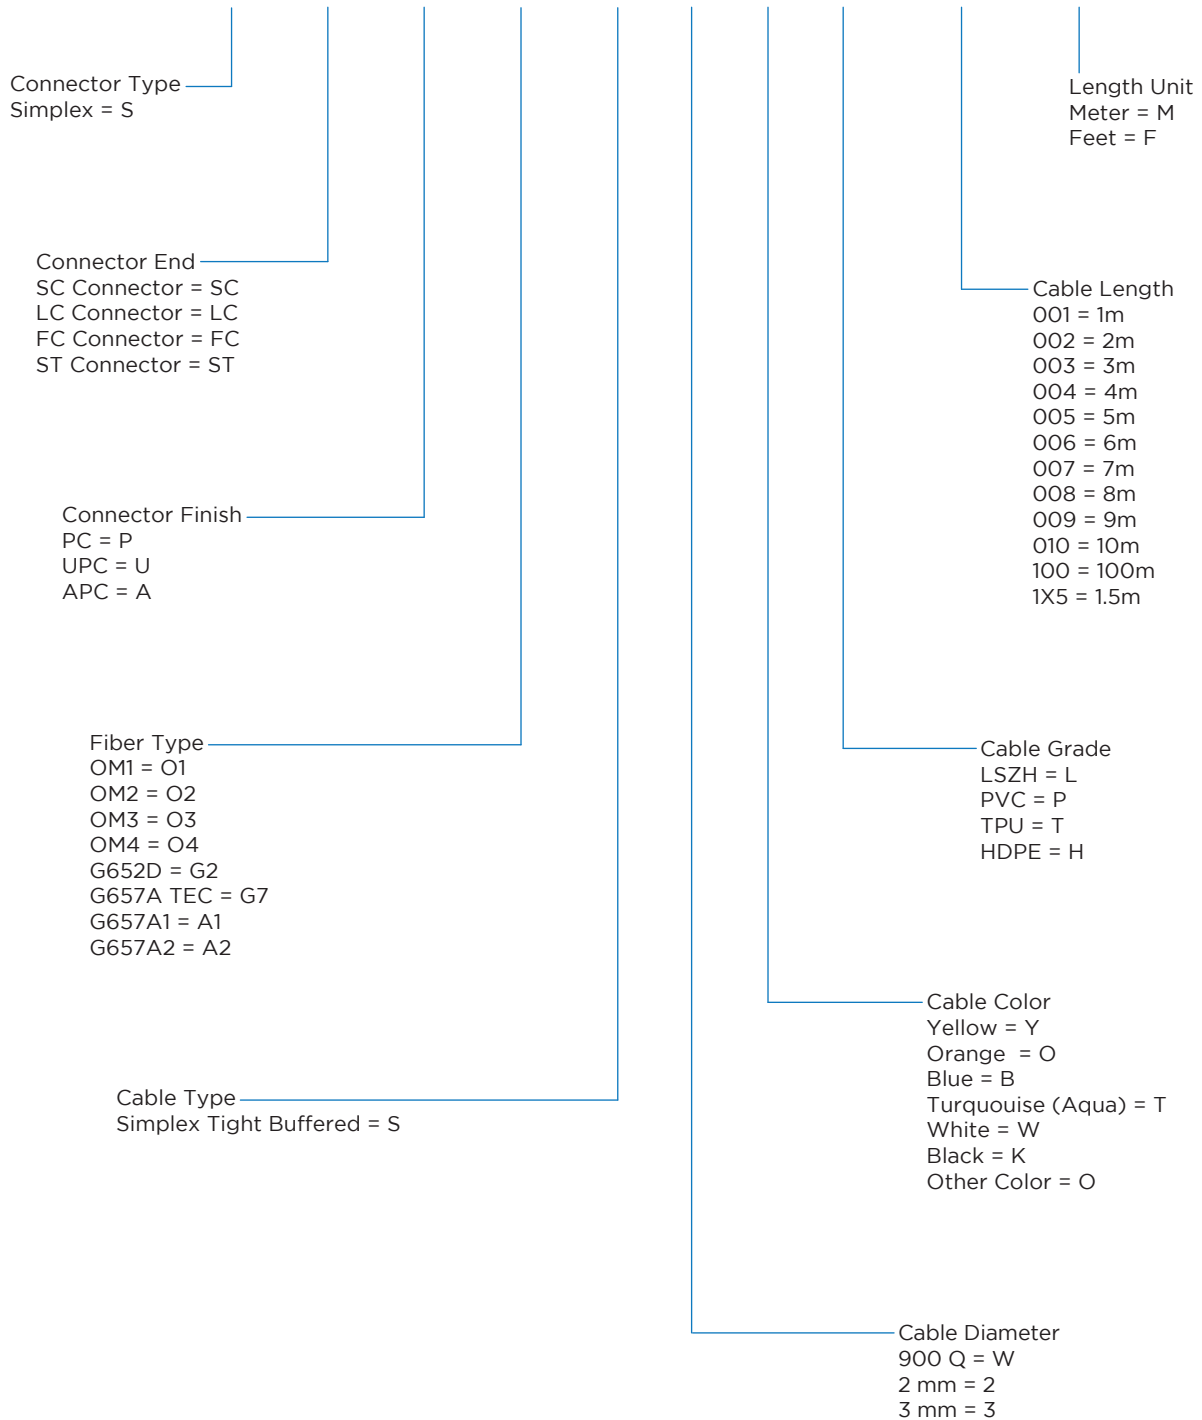 Connector Type
Simplex = S
Length Unit
Meter = M
Feet = F
Connector End
SC Connector = SC
LC Connector = LC
FC Connector = FC
ST Connector = ST
Cable Length
001 = 1m
002 = 2m
003 = 3m
004 = 4m
005 = 5m
006 = 6m
007 = 7m
008 = 8m
009 = 9m
010 = 10m
100 = 100m
1X5 = 1.5m
Connector Finish
PC = P
UPC = U
APC = A
Fiber Type
OM1 = O1
OM2 = O2
OM3 = O3
OM4 = O4
G652D = G2
G657A TEC = G7
G657A1 = A1
G657A2 = A2
Cable Grade
LSZH = L
PVC = P
TPU = T
HDPE = H
Cable Color
Yellow = Y
Orange = O
Blue = B
Turquouise (Aqua) = T
White = W
Black = K
Other Color = O
Cable Type
Simplex Tight Buffered = S
Cable Diameter
900 Q = W
2 mm = 2
3 mm = 3